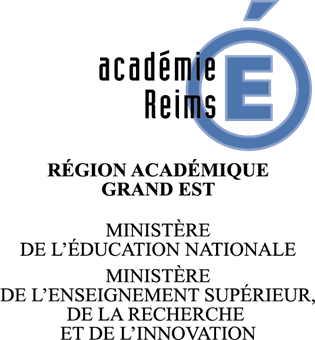 académie
Reims
É
RÉGION ACADÉMIQUE
GRAND EST
MINISTÈRE
DE L'ÉDUCATION NATIONALE
MINISTÈRE
DE L'ENSEIGNEMENT SUPÉRIEUR,
DE LA RECHERCHE
ET DE L'INNOVATION